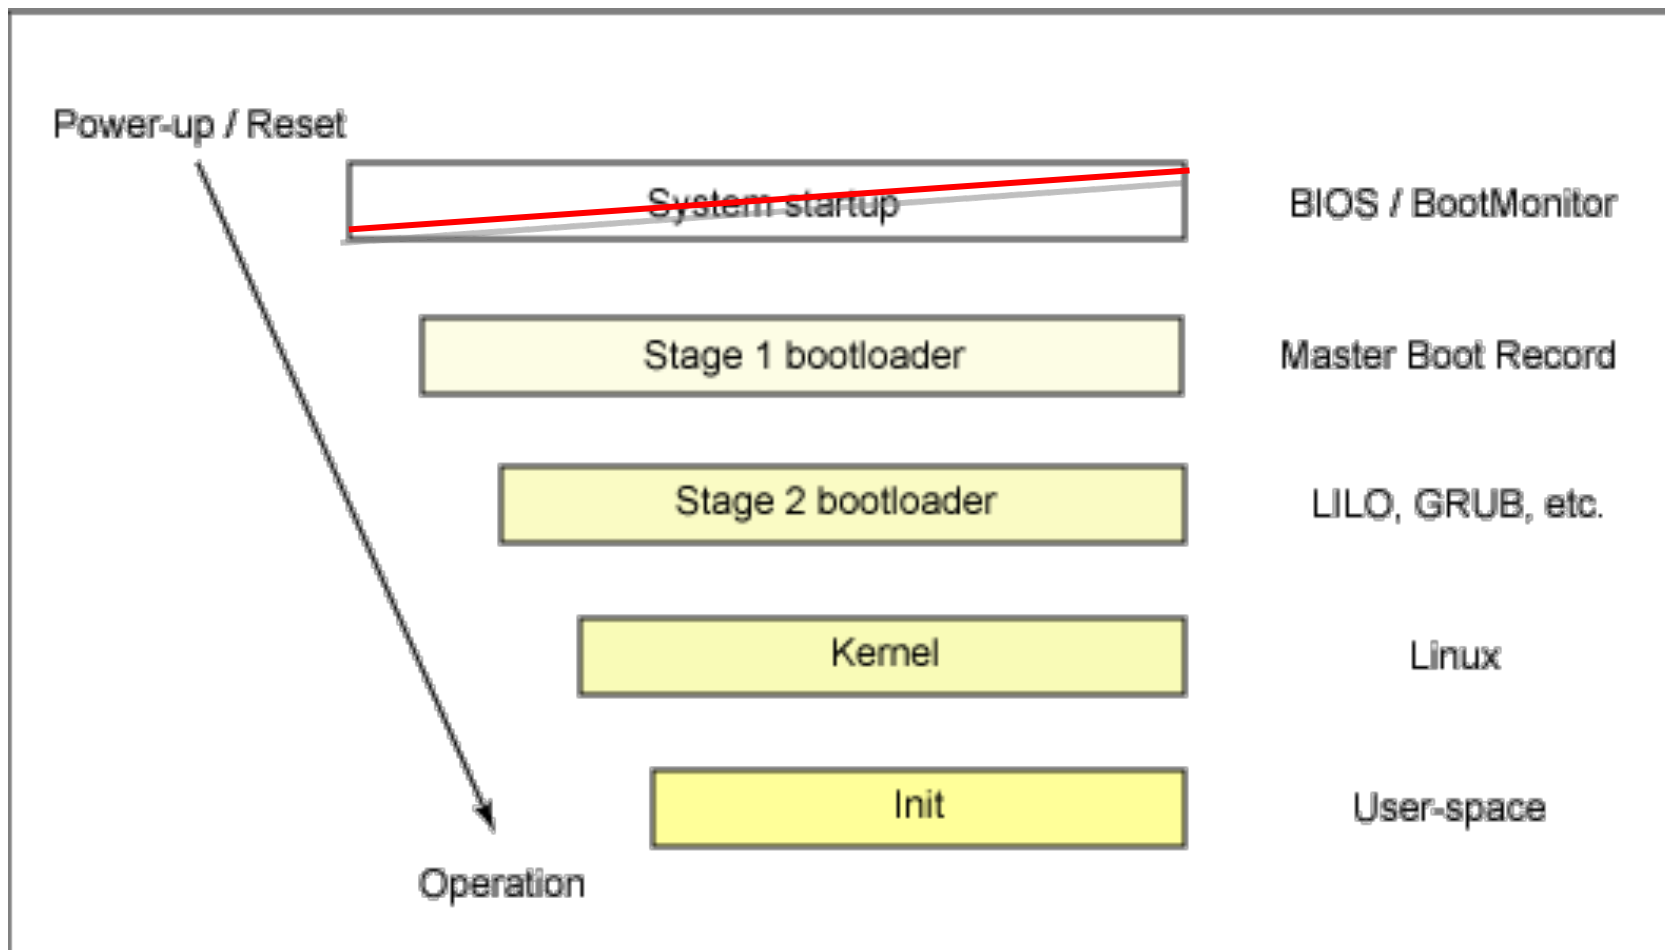 Power-up / Reset
System startup
BIOS / BootMonitor
Stage 1 bootloader
Master Boot Record
Stage 2 bootloader
LILO, GRUB, etc.
Kernel
Linux
Init
User-space
Operation